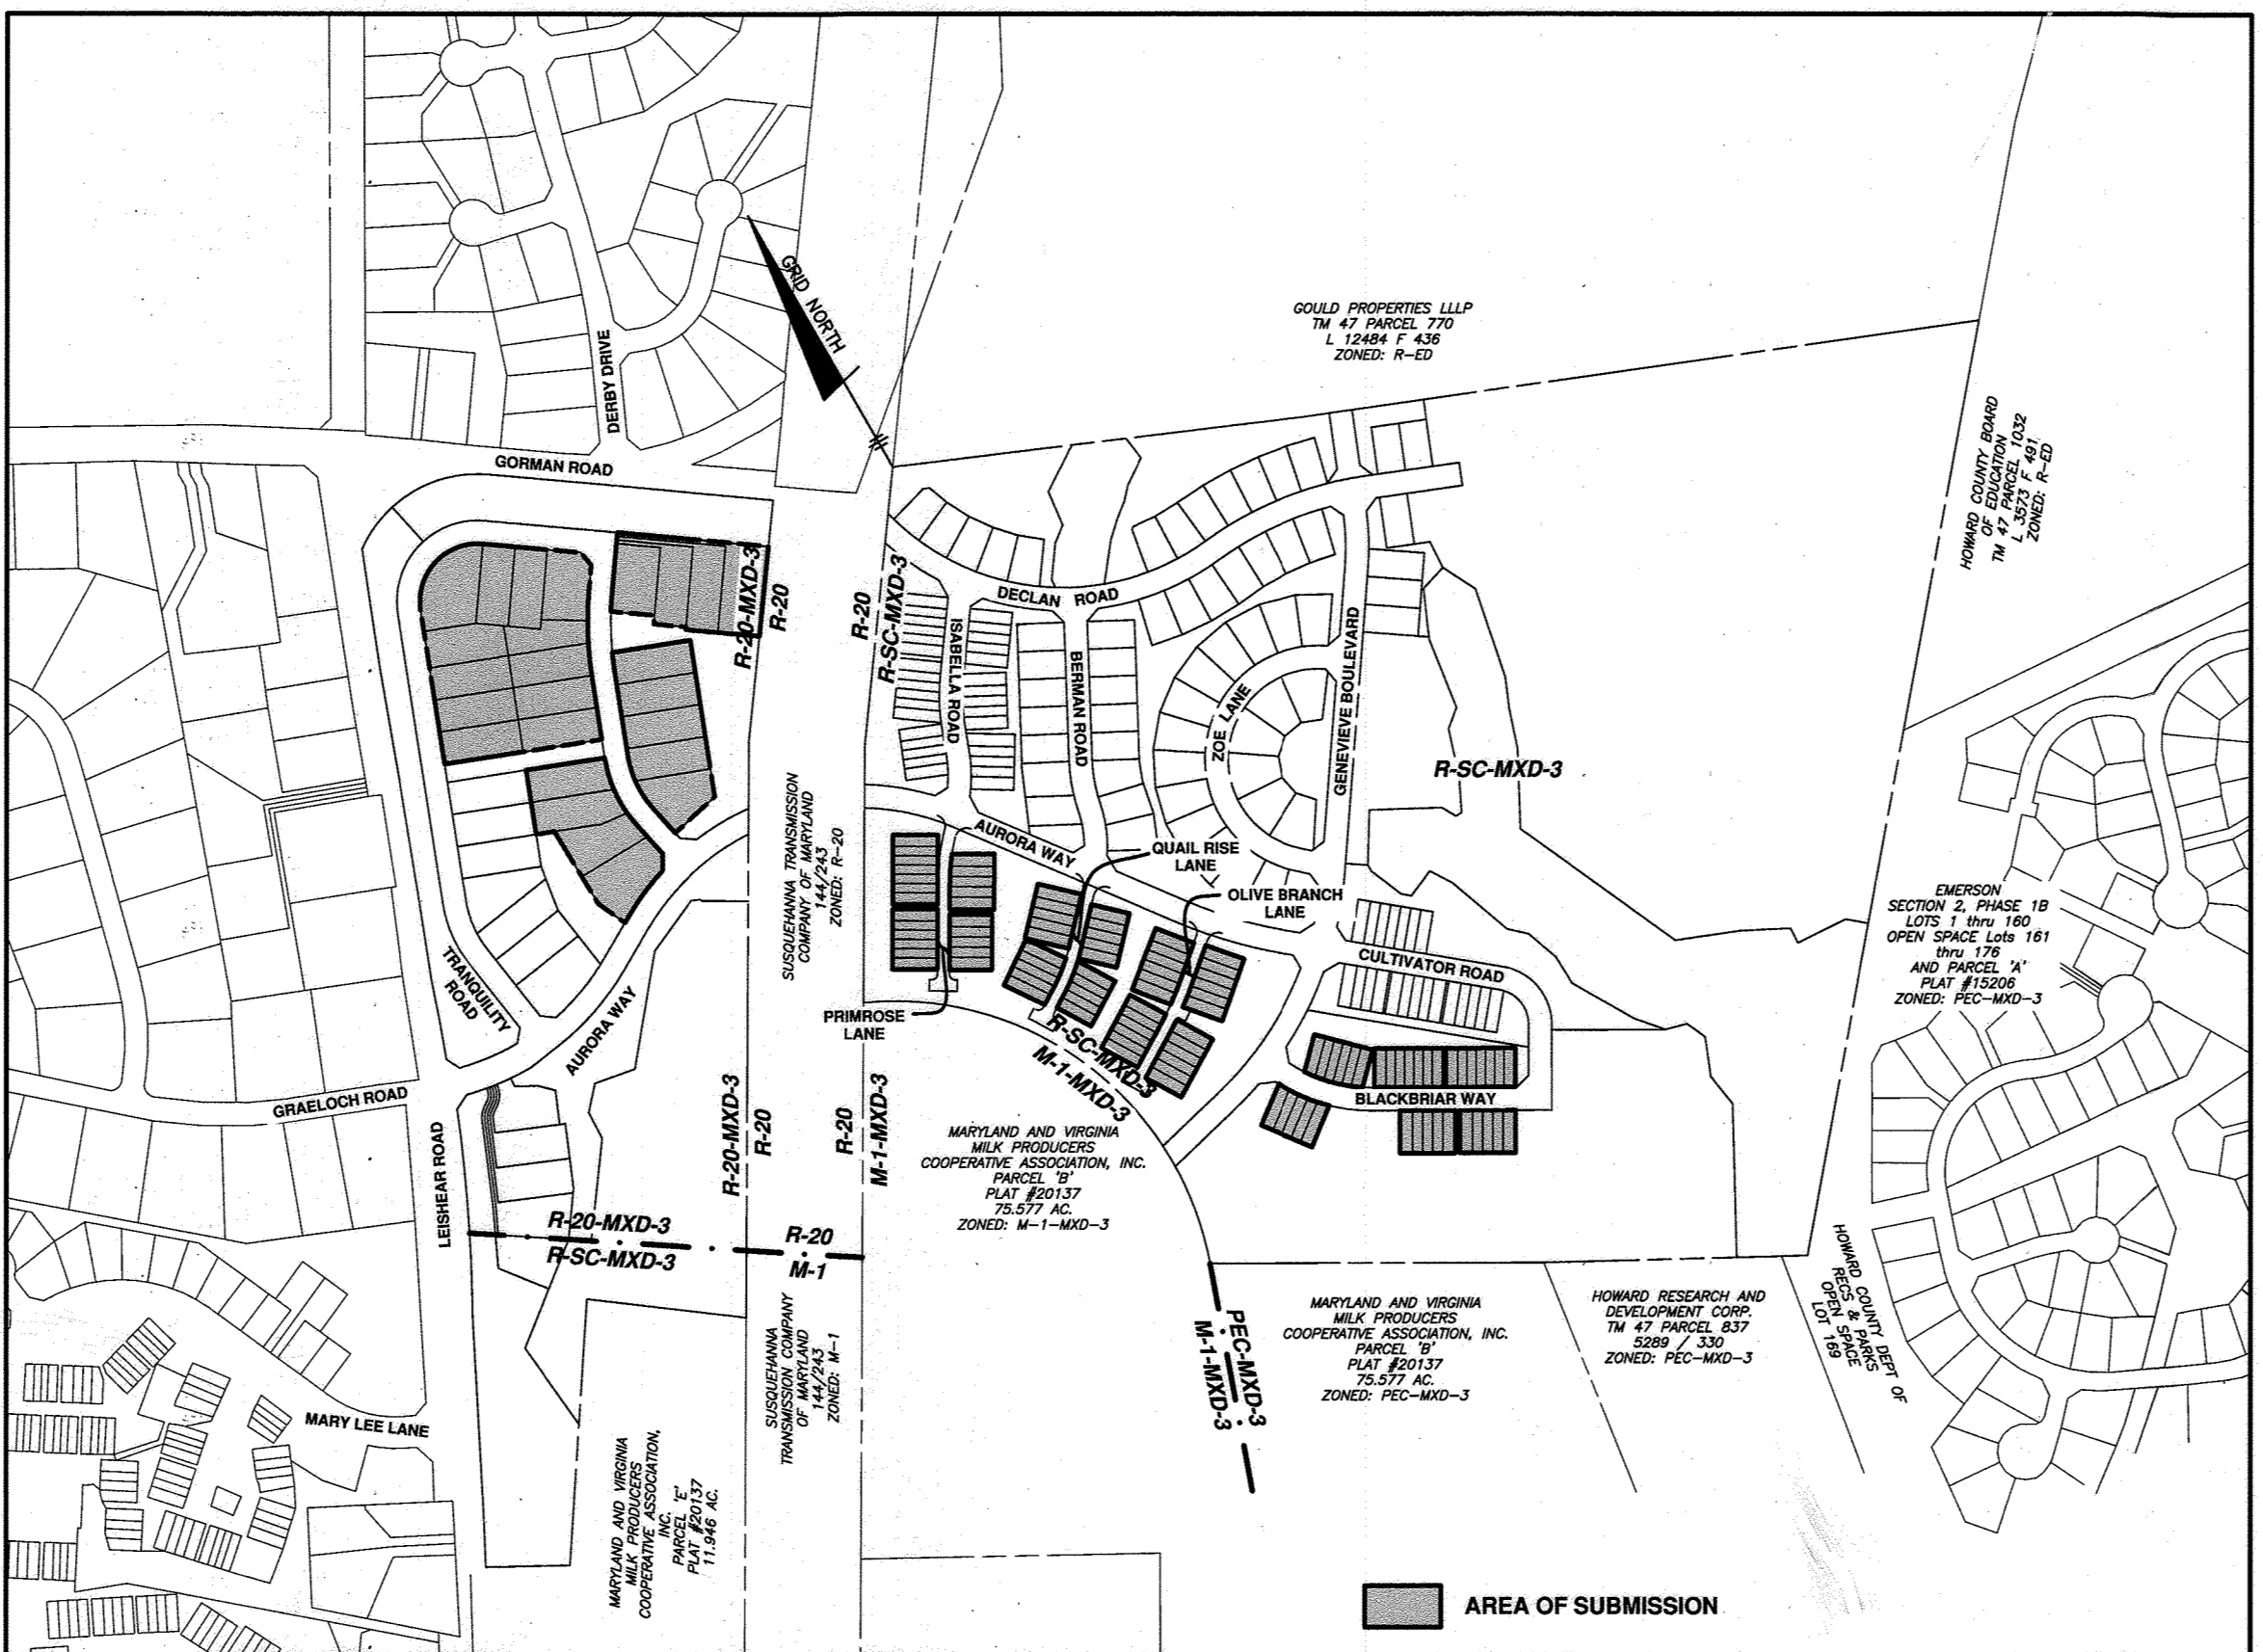 GRID NORTH
GOULD PROPERTIES LLLP
TM 47 PARCEL 770
L 12484 F 436
ZONED: R-ED
DERBY DRIVE
GORMAN ROAD
HOWARD COUNTY BOARD
OF EDUCATION
TM 47 PARCEL 1032
L 3573 F 491
ZONED: R-ED
R-20-MXD-3
R-20
R-20
R-SC-MXD-3
DECLAN ROAD
ISABELLA ROAD
BERMAN ROAD
ZOE LANE
GENEVIEVE BOULEVARD
R-SC-MXD-3
SUSQUEHANNA TRANSMISSION
COMPANY OF MARYLAND
144/243
ZONED: R-20
AURORA WAY
QUAIL RISE
LANE
OLIVE BRANCH
LANE
EMERSON
SECTION 2, PHASE 1B
LOTS 1 thru 160
OPEN SPACE Lots 161
thru 176
AND PARCEL 'A'
PLAT #15206
ZONED: PEC-MXD-3
CULTIVATOR ROAD
TRANQUILITY
ROAD
AURORA WAY
PRIMROSE
LANE
R-SC-MXD-3
M-1-MXD-3
BLACKBRIAR WAY
GRAELOCH ROAD
LEISHEAR ROAD
R-20-MXD-3
R-20
R-20
M-1-MXD-3
MARYLAND AND VIRGINIA
MILK PRODUCERS
COOPERATIVE ASSOCIATION, INC.
PARCEL 'B'
PLAT #20137
75.577 AC.
ZONED: M-1-MXD-3
R-20-MXD-3
R-SC-MXD-3
R-20
M-1
HOWARD COUNTY DEPT OF
RECS & PARKS
OPEN SPACE
LOT 169
SUSQUEHANNA
TRANSMISSION COMPANY
OF MARYLAND
144/243
ZONED: M-1
PEC-MXD-3
M-1-MXD-3
MARYLAND AND VIRGINIA
MILK PRODUCERS
COOPERATIVE ASSOCIATION, INC.
PARCEL 'B'
PLAT #20137
75.577 AC.
ZONED: PEC-MXD-3
HOWARD RESEARCH AND
DEVELOPMENT CORP.
TM 47 PARCEL 837
5289 / 330
ZONED: PEC-MXD-3
MARY LEE LANE
MARYLAND AND VIRGINIA
MILK PRODUCERS
COOPERATIVE ASSOCIATION,
INC.
PARCEL 'E'
PLAT #20137
11.946 AC.
AREA OF SUBMISSION